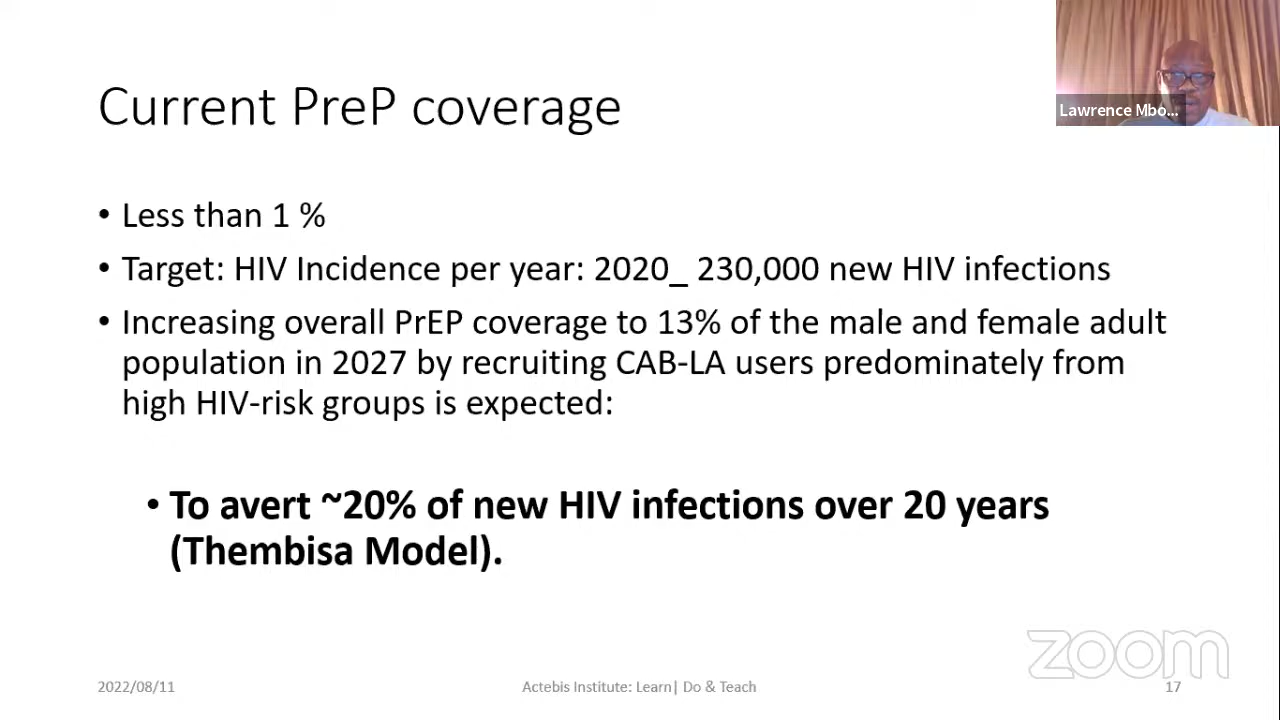 Current PreP coverage
Lawrence Mbo...
• Less than 1 %
• Target: HIV Incidence per year: 2020_ 230,000 new HIV infections
• Increasing overall PrEP coverage to 13% of the male and female adult
population in 2027 by recruiting CAB-LA users predominately from
high HIV-risk groups is expected:
• To avert ~20% of new HIV infections over 20 years
(Thembisa Model).
zoom
2022/08/11
Actebis Institute: Learn| Do & Teach
17